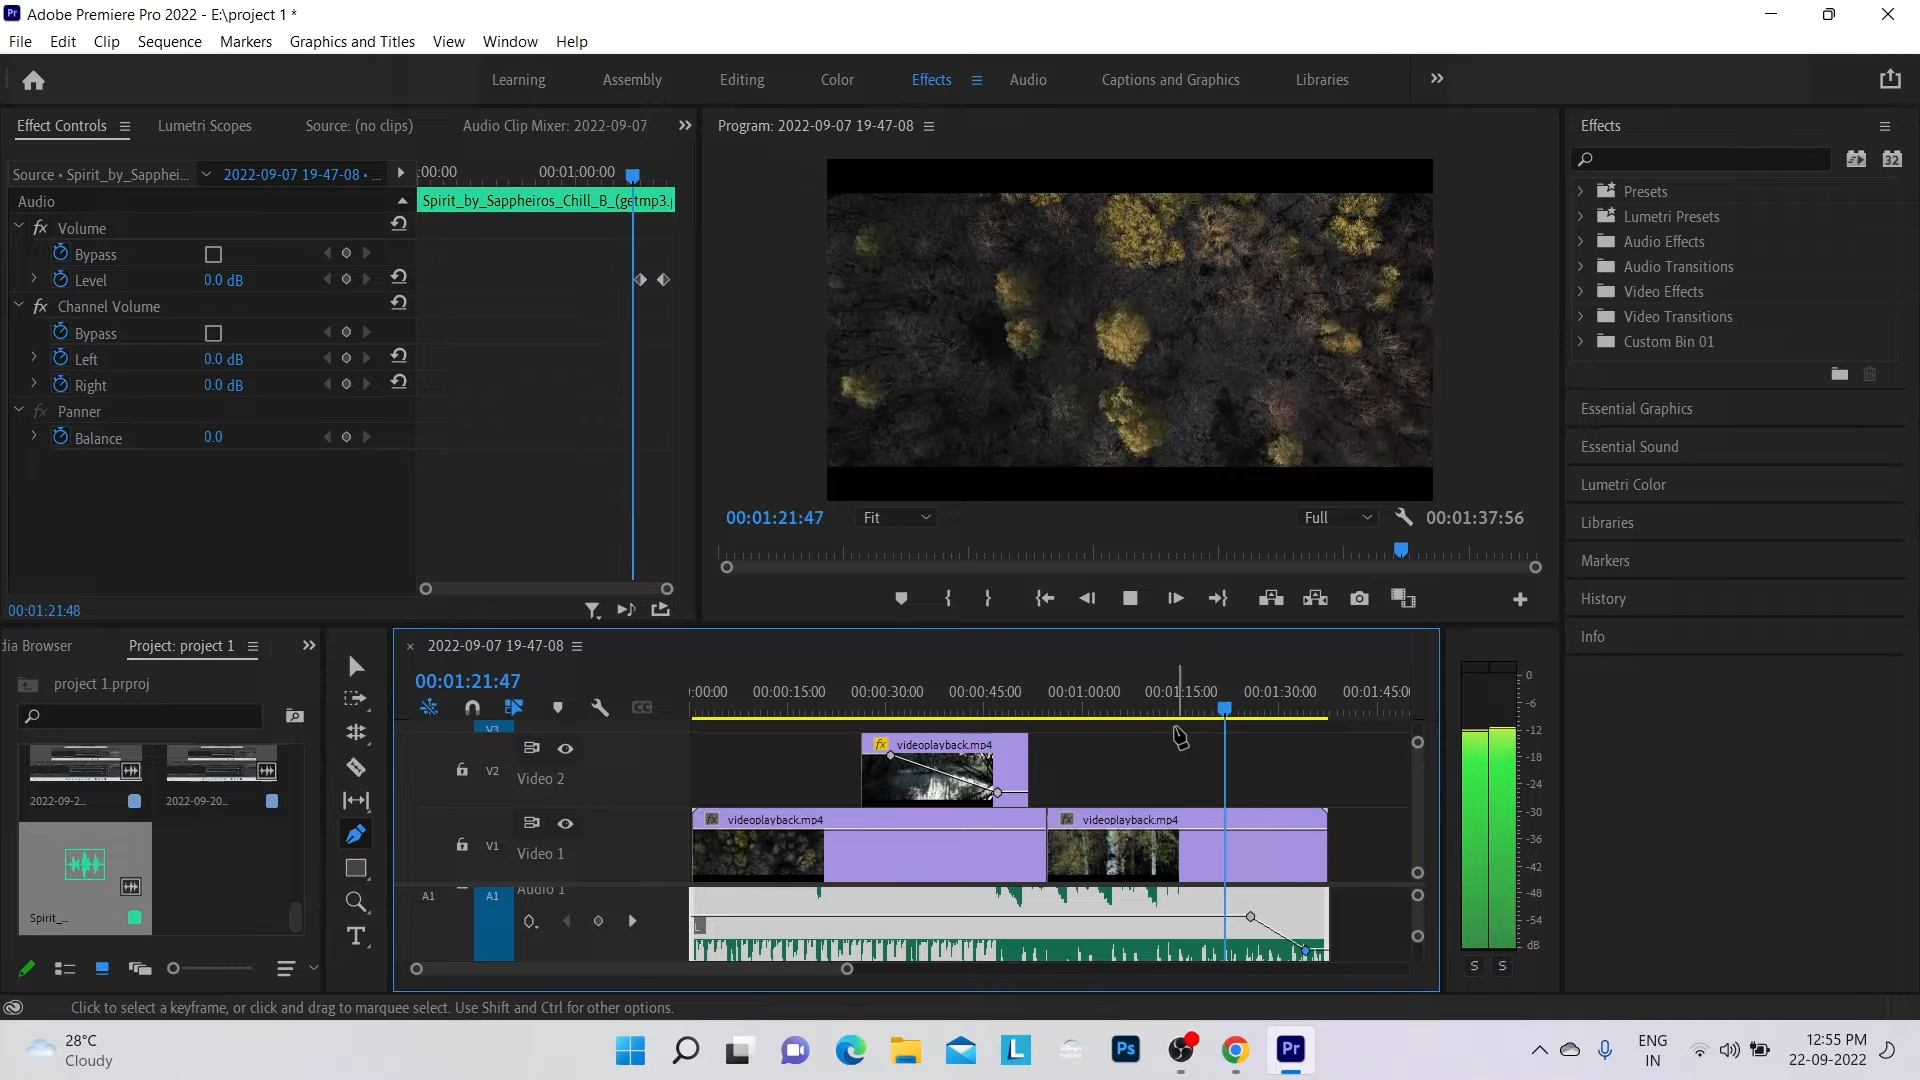 Adobe Premiere Pro 2022 - E:\project 1 *
File Edit Clip Sequence Markers Graphics and Titles View Window Help
Learning Assembly Editing Color Effects Audio Captions and Graphics Libraries
Effect Controls Lumetri Scopes Source: (no clips) Audio Clip Mixer: 2022-09-07
Source • Spirit_by_Sapphei... 2022-09-07 19-47-08 • ...
:00:00 00:01:00:00
Audio
Spirit_by_Sappheiros_Chill_B_(getmp3.p
fx Volume
Bypass
Level 0.0 dB
fx Channel Volume
Bypass
Left 0.0 dB
Right 0.0 dB
fx Panner
Balance 0.0
00:01:21:48
Program: 2022-09-07 19-47-08
00:01:21:47 Fit Full 00:01:37:56
Effects
32
Presets
Lumetri Presets
Audio Effects
Audio Transitions
Video Effects
Video Transitions
Custom Bin 01
Essential Graphics
Essential Sound
Lumetri Color
Libraries
Markers
History
Info
dia Browser Project: project 1
project 1.prproj
2022-09-2... 2022-09-20...
Spirit_...
2022-09-07 19-47-08
00:01:21:47
:00:00 00:00:15:00 00:00:30:00 00:00:45:00 00:01:00:00 00:01:15:00 00:01:30:00 00:01:45:00
V3
V2 Video 2
fx videoplayback.mp4
V1 Video 1
fx videoplayback.mp4 fx videoplayback.mp4
A1 A1 Audio 1
L
0
-6
-12
-18
-24
-30
-36
-42
-48
-54
dB
S S
Click to select a keyframe, or click and drag to marquee select. Use Shift and Ctrl for other options.
28°C
Cloudy
L
Ps
Pr
ENG
IN
12:55 PM
22-09-2022